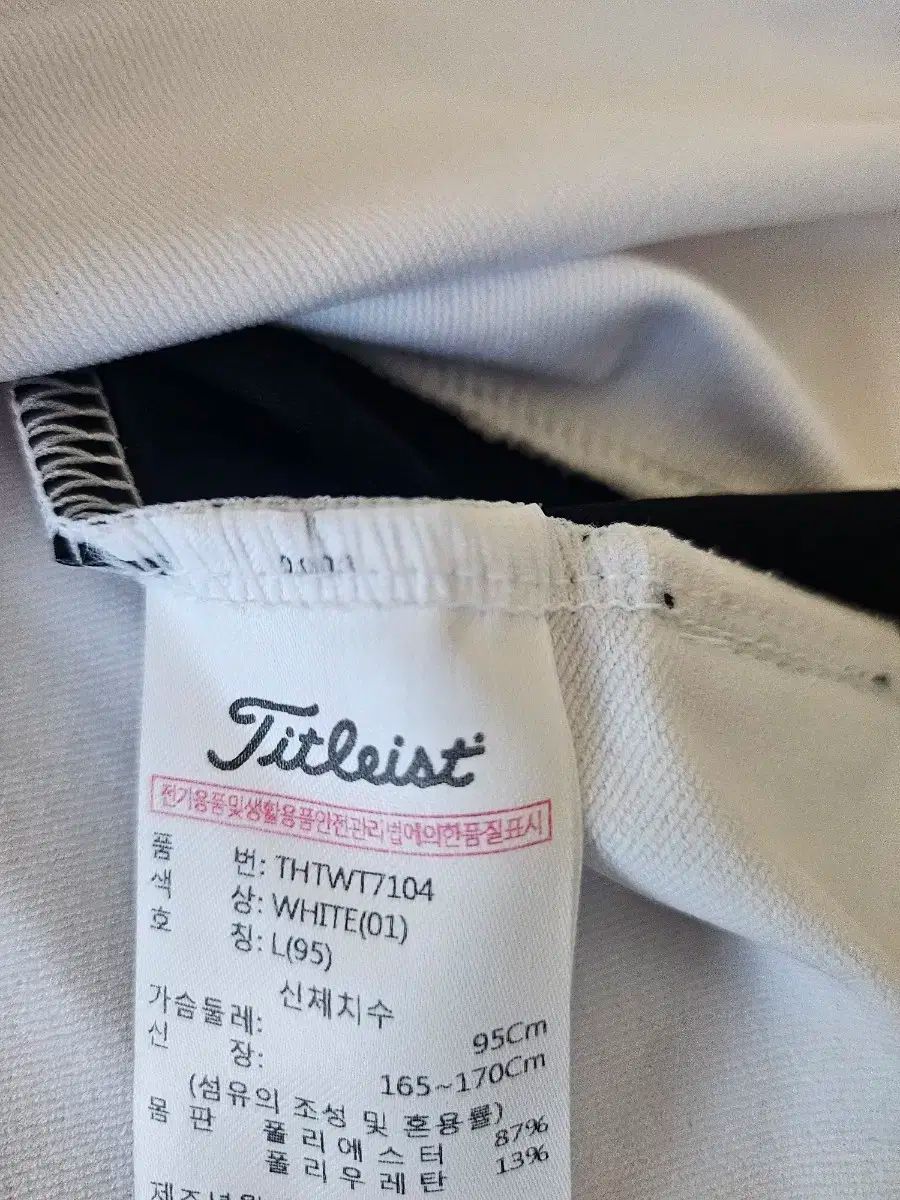 Titleist
전기용품및생활용품안전관리법에의한품질표시
품 번: THTWT7104
색 상: WHITE(01)
호 칭: L(95)
신체치수
가슴둘레: 95Cm
신 장: 165~170Cm
(섬유의 조성 및 혼용률)
몸 판 폴리에스터 87%
폴리우레탄 13%